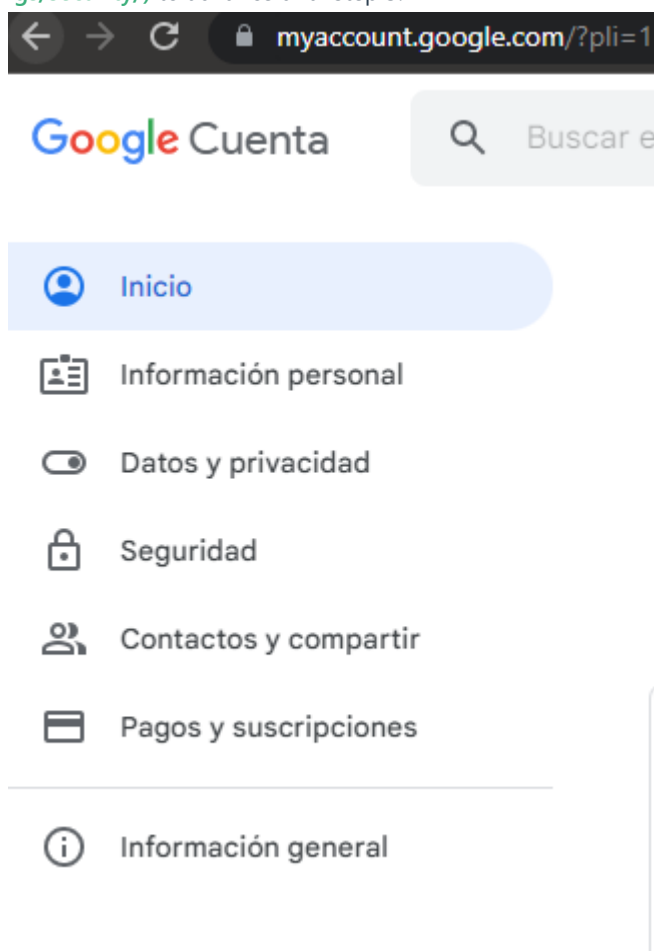 myaccount.google.com/?pli=1
Google Cuenta
Buscar e
Inicio
Información personal
Datos y privacidad
Seguridad
Contactos y compartir
Pagos y suscripciones
Información general